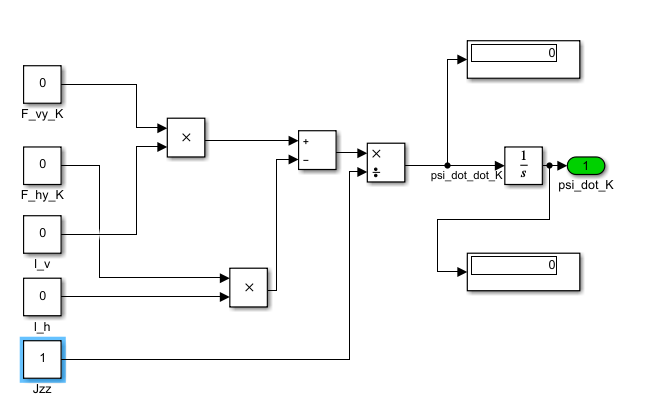 0
0
F_vy_K
×
+
−
×
÷
0
F_hy_K
psi_dot_dot_K
1
s
1
psi_dot_K
0
l_v
0
l_h
×
0
1
Jzz